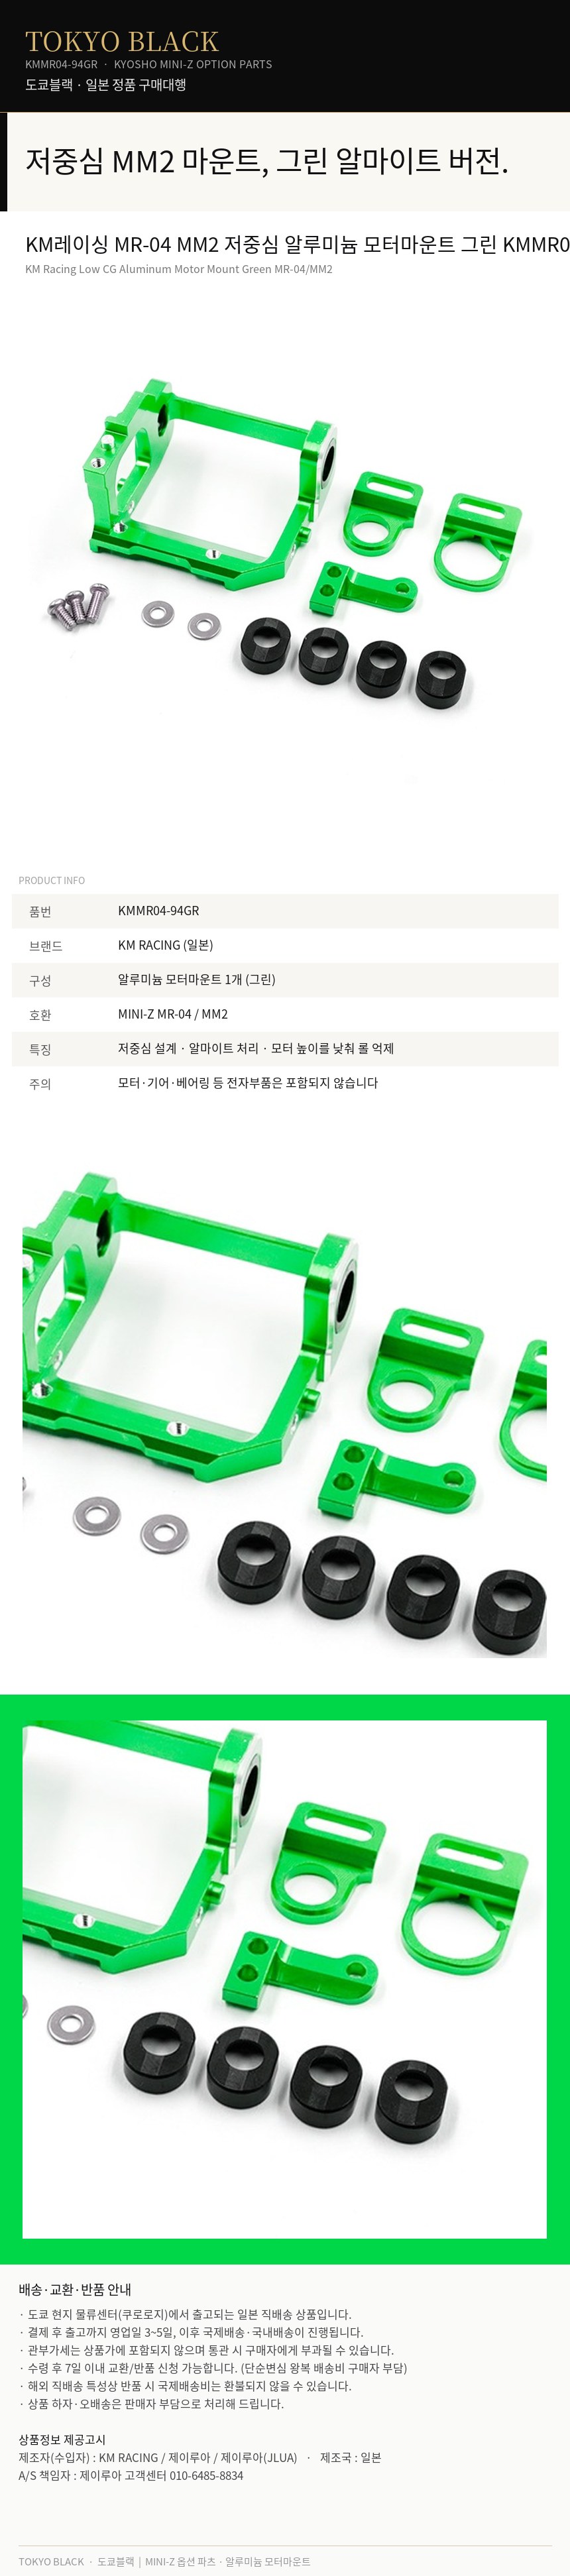 TOKYO BLACK
KMMR04-94GR · KYOSHO MINI-Z OPTION PARTS
도쿄블랙 · 일본 정품 구매대행
저중심 MM2 마운트, 그린 알마이트 버전.
KM레이싱 MR-04 MM2 저중심 알루미늄 모터마운트 그린 KMMR0
KM Racing Low CG Aluminum Motor Mount Green MR-04/MM2
PRODUCT INFO
품번 KMMR04-94GR
브랜드 KM RACING (일본)
구성 알루미늄 모터마운트 1개 (그린)
호환 MINI-Z MR-04 / MM2
특징 저중심 설계 · 알마이트 처리 · 모터 높이를 낮춰 롤 억제
주의 모터·기어·베어링 등 전자부품은 포함되지 않습니다
배송·교환·반품 안내
· 도쿄 현지 물류센터(쿠로로지)에서 출고되는 일본 직배송 상품입니다.
· 결제 후 출고까지 영업일 3~5일, 이후 국제배송·국내배송이 진행됩니다.
· 관부가세는 상품가에 포함되지 않으며 통관 시 구매자에게 부과될 수 있습니다.
· 수령 후 7일 이내 교환/반품 신청 가능합니다. (단순변심 왕복 배송비 구매자 부담)
· 해외 직배송 특성상 반품 시 국제배송비는 환불되지 않을 수 있습니다.
· 상품 하자·오배송은 판매자 부담으로 처리해 드립니다.
상품정보 제공고시
제조자(수입자) : KM RACING / 제이루아 / 제이루아(JLUA) · 제조국 : 일본
A/S 책임자 : 제이루아 고객센터 010-6485-8834
TOKYO BLACK · 도쿄블랙 | MINI-Z 옵션 파츠 · 알루미늄 모터마운트